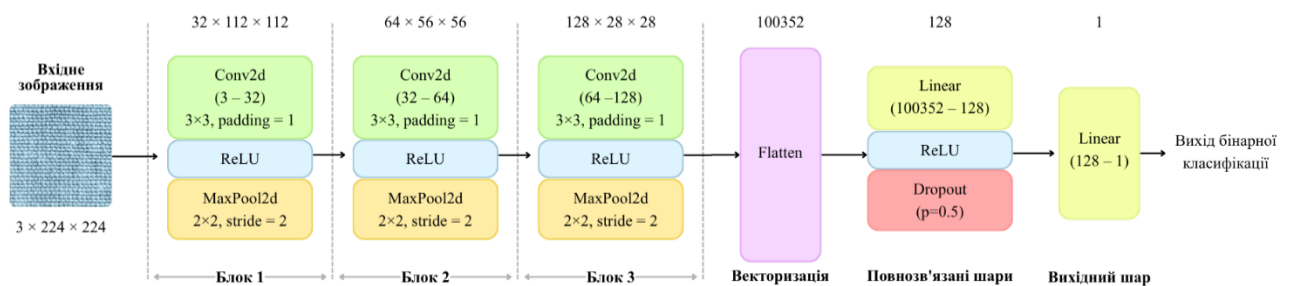 32 × 112 × 112
64 × 56 × 56
128 × 28 × 28
100352
128
1
Вхідне
зображення
3 × 224 × 224
Conv2d
(3 – 32)
3×3, padding = 1
ReLU
MaxPool2d
2×2, stride = 2
Блок 1
Conv2d
(32 – 64)
3×3, padding = 1
ReLU
MaxPool2d
2×2, stride = 2
Блок 2
Conv2d
(64 –128)
3×3, padding = 1
ReLU
MaxPool2d
2×2, stride = 2
Блок 3
Flatten
Векторизація
Linear
(100352 – 128)
ReLU
Dropout
(p=0.5)
Повнозв'язані шари
Linear
(128 – 1)
Вихідний шар
Вихід бінарної
класифікації